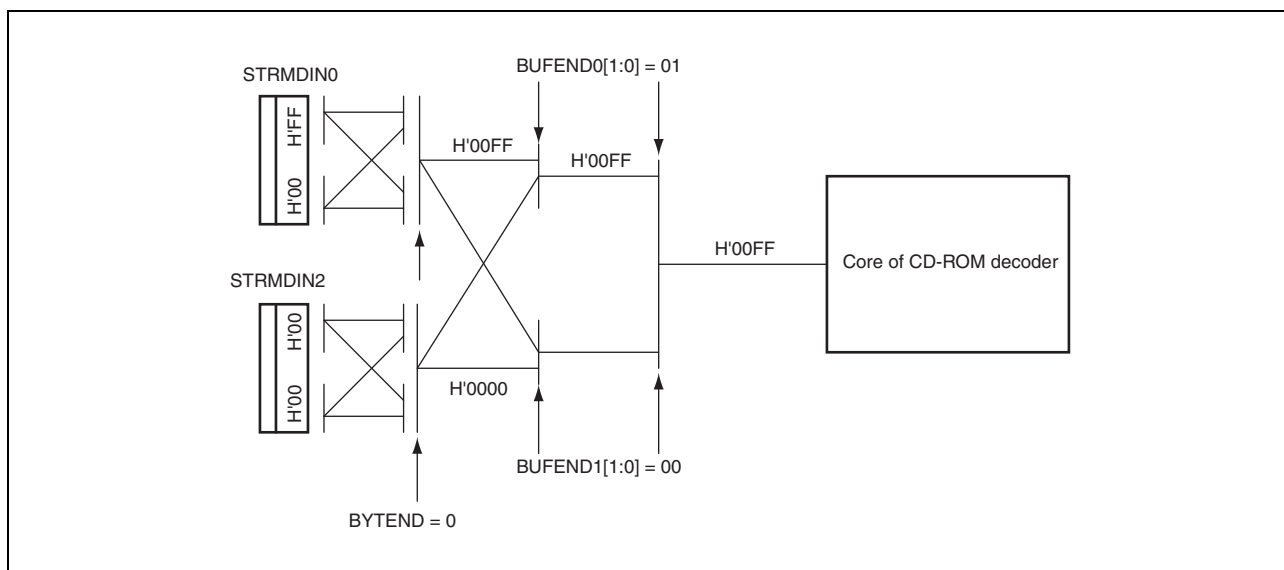 STRMDIN0
BUFEND0[1:0] = 01
H'FF
H'00
H'00FF
H'00FF
H'00FF
Core of CD-ROM decoder
STRMDIN2
H'00
H'00
H'0000
BUFEND1[1:0] = 00
BYTEND = 0